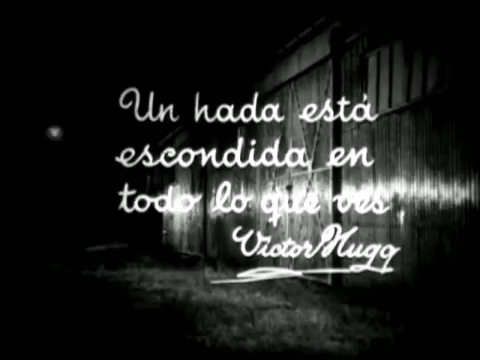 Un hada está
escondida en
todo lo que ves
Victor Hugo